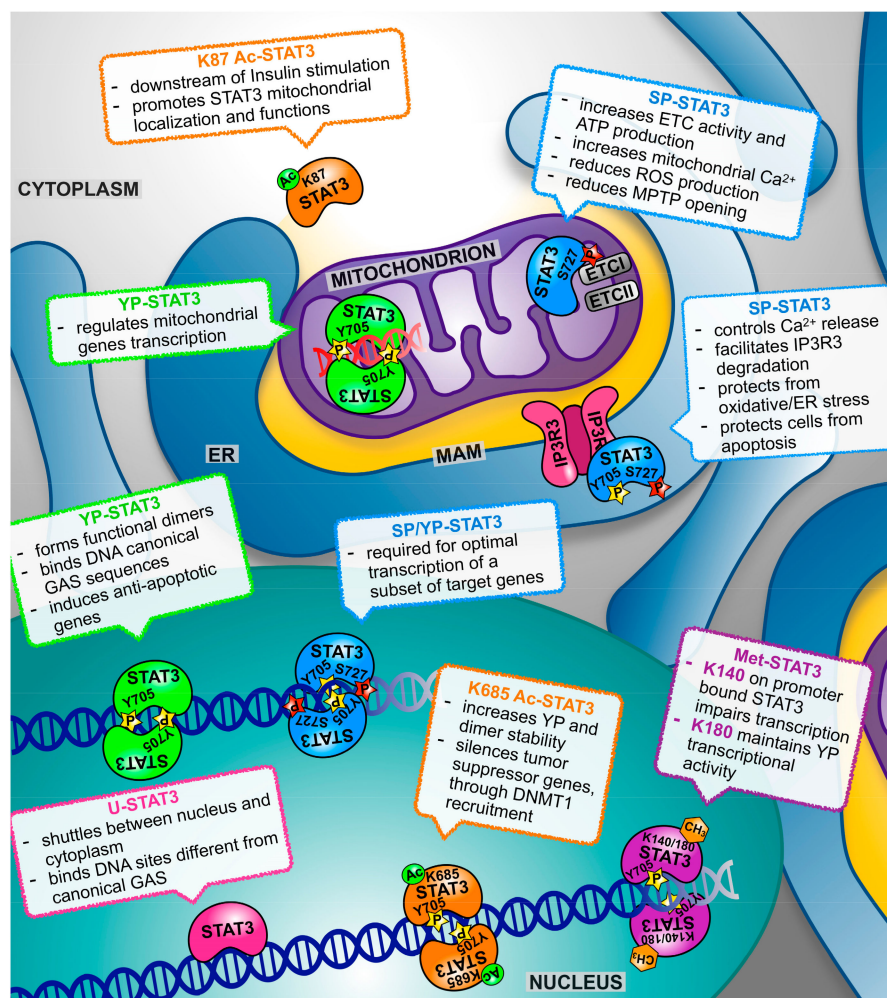 K87 Ac-STAT3
- downstream of Insulin stimulation
- promotes STAT3 mitochondrial
localization and functions
SP-STAT3
- increases ETC activity and
ATP production
- increases mitochondrial Ca²⁺
- reduces ROS production
- reduces MPTP opening
CYTOPLASM
Ac
K87
STAT3
MITOCHONDRION
STAT3
S727
P
ETCI
ETCII
YP-STAT3
- regulates mitochondrial
genes transcription
STAT3
Y705
P
P
Y705
STAT3
SP-STAT3
- controls Ca²⁺ release
- facilitates IP3R3
degradation
- protects from
oxidative/ER stress
- protects cells from
apoptosis
ER
MAM
IP3R3
IP3R3
STAT3
Y705 S727
P
P
YP-STAT3
- forms functional dimers
- binds DNA canonical
GAS sequences
- induces anti-apoptotic
genes
SP/YP-STAT3
- required for optimal
transcription of a
subset of target genes
STAT3
Y705
P
P
Y705
STAT3
STAT3
Y705 S727
P
P
P
P
S727 Y705
STAT3
K685 Ac-STAT3
- increases YP and
dimer stability
- silences tumor
suppressor genes,
through DNMT1
recruitment
Met-STAT3
- K140 on promoter
bound STAT3
impairs transcription
- K180 maintains YP
transcriptional
activity
U-STAT3
- shuttles between nucleus and
cytoplasm
- binds DNA sites different from
canonical GAS
STAT3
Ac
K685
STAT3
Y705
P
P
Y705
STAT3
K685
Ac
CH₃
K140/180
STAT3
Y705
P
Y705
STAT3
K140/180
CH₃
NUCLEUS